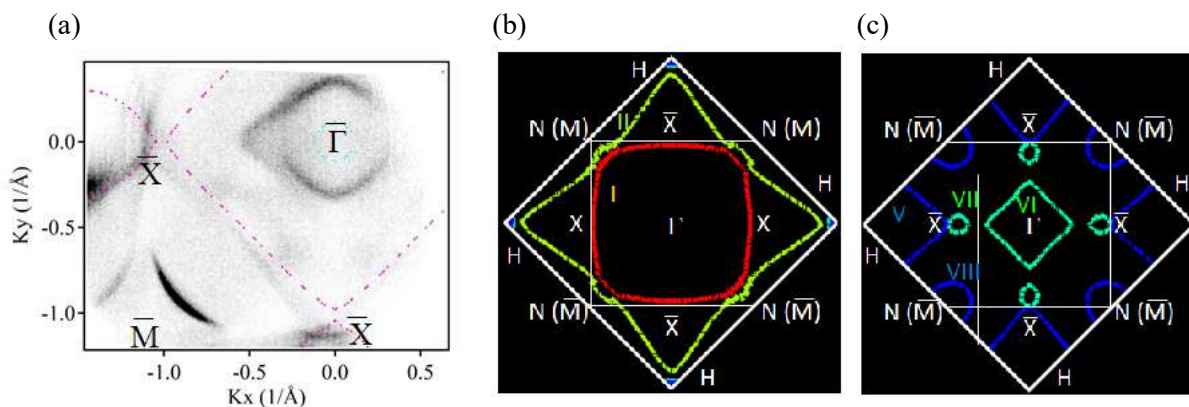 (a)
(b)
(c)
Ky (1/Å)
0.0
-0.5
-1.0
Γ̅
X̅
M̅
X̅
-1.0
-0.5
0.0
0.5
Kx (1/Å)
H
N (M)
II
X̅
N (M)
I
H
X
Γ
X
H
N (M̅)
X̅
N (M̅)
H
H
N (M̅)
X̅
N (M̅)
VII
VI
H
V
X̅
Γ
X̅
H
VIII
N (M̅)
X̅
N (M̅)
H